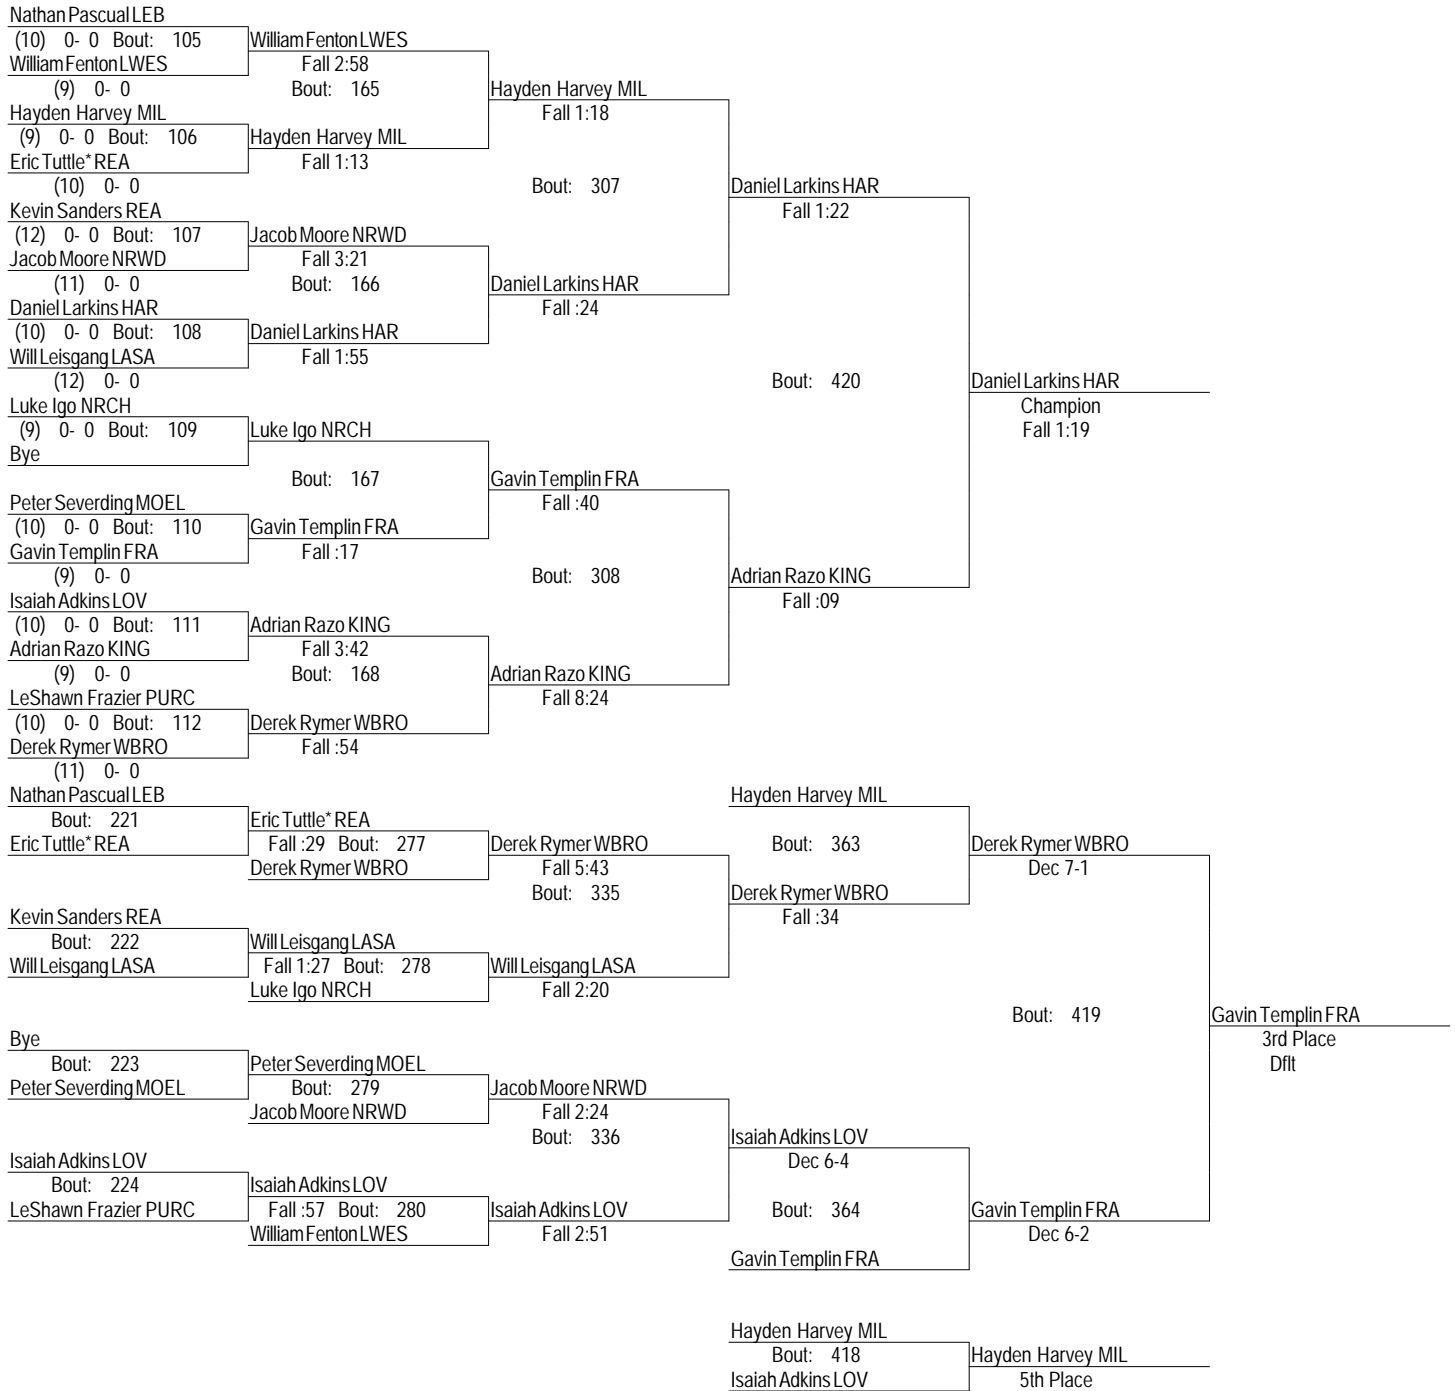 Nathan Pascual LEB
(10) 0- 0 Bout: 105
William Fenton LWES
(9) 0- 0
Hayden Harvey MIL
(9) 0- 0 Bout: 106
Eric Tuttle* REA
(10) 0- 0
Kevin Sanders REA
(12) 0- 0 Bout: 107
Jacob Moore NRWD
(11) 0- 0
Daniel Larkins HAR
(10) 0- 0 Bout: 108
Will Leisgang LASA
(12) 0- 0
Luke Igo NRCH
(9) 0- 0 Bout: 109
Bye
Peter Severding MOEL
(10) 0- 0 Bout: 110
Gavin Templin FRA
(9) 0- 0
Isaiah Adkins LOV
(10) 0- 0 Bout: 111
Adrian Razo KING
(9) 0- 0
LeShawn Frazier PURC
(10) 0- 0 Bout: 112
Derek Rymer WBRO
(11) 0- 0
William Fenton LWES
Fall 2:58
Bout: 165
Hayden Harvey MIL
Fall 1:13
Jacob Moore NRWD
Fall 3:21
Bout: 166
Daniel Larkins HAR
Fall 1:55
Luke Igo NRCH
Bout: 167
Gavin Templin FRA
Fall :17
Adrian Razo KING
Fall 3:42
Bout: 168
Derek Rymer WBRO
Fall :54
Hayden Harvey MIL
Fall 1:18
Bout: 307
Daniel Larkins HAR
Fall :24
Gavin Templin FRA
Fall :40
Bout: 308
Adrian Razo KING
Fall 8:24
Daniel Larkins HAR
Fall 1:22
Bout: 420
Adrian Razo KING
Fall :09
Daniel Larkins HAR
Champion
Fall 1:19
Nathan Pascual LEB
Bout: 221
Eric Tuttle* REA
Kevin Sanders REA
Bout: 222
Will Leisgang LASA
Bye
Bout: 223
Peter Severding MOEL
Isaiah Adkins LOV
Bout: 224
LeShawn Frazier PURC
Eric Tuttle* REA
Fall :29 Bout: 277
Derek Rymer WBRO
Will Leisgang LASA
Fall 1:27 Bout: 278
Luke Igo NRCH
Peter Severding MOEL
Bout: 279
Jacob Moore NRWD
Isaiah Adkins LOV
Fall :57 Bout: 280
William Fenton LWES
Derek Rymer WBRO
Fall 5:43
Bout: 335
Will Leisgang LASA
Fall 2:20
Jacob Moore NRWD
Fall 2:24
Bout: 336
Isaiah Adkins LOV
Fall 2:51
Hayden Harvey MIL
Bout: 363
Derek Rymer WBRO
Fall :34
Isaiah Adkins LOV
Dec 6-4
Bout: 364
Gavin Templin FRA
Derek Rymer WBRO
Dec 7-1
Bout: 419
Gavin Templin FRA
Dec 6-2
Gavin Templin FRA
3rd Place
Dflt
Hayden Harvey MIL
Bout: 418
Isaiah Adkins LOV
Hayden Harvey MIL
5th Place